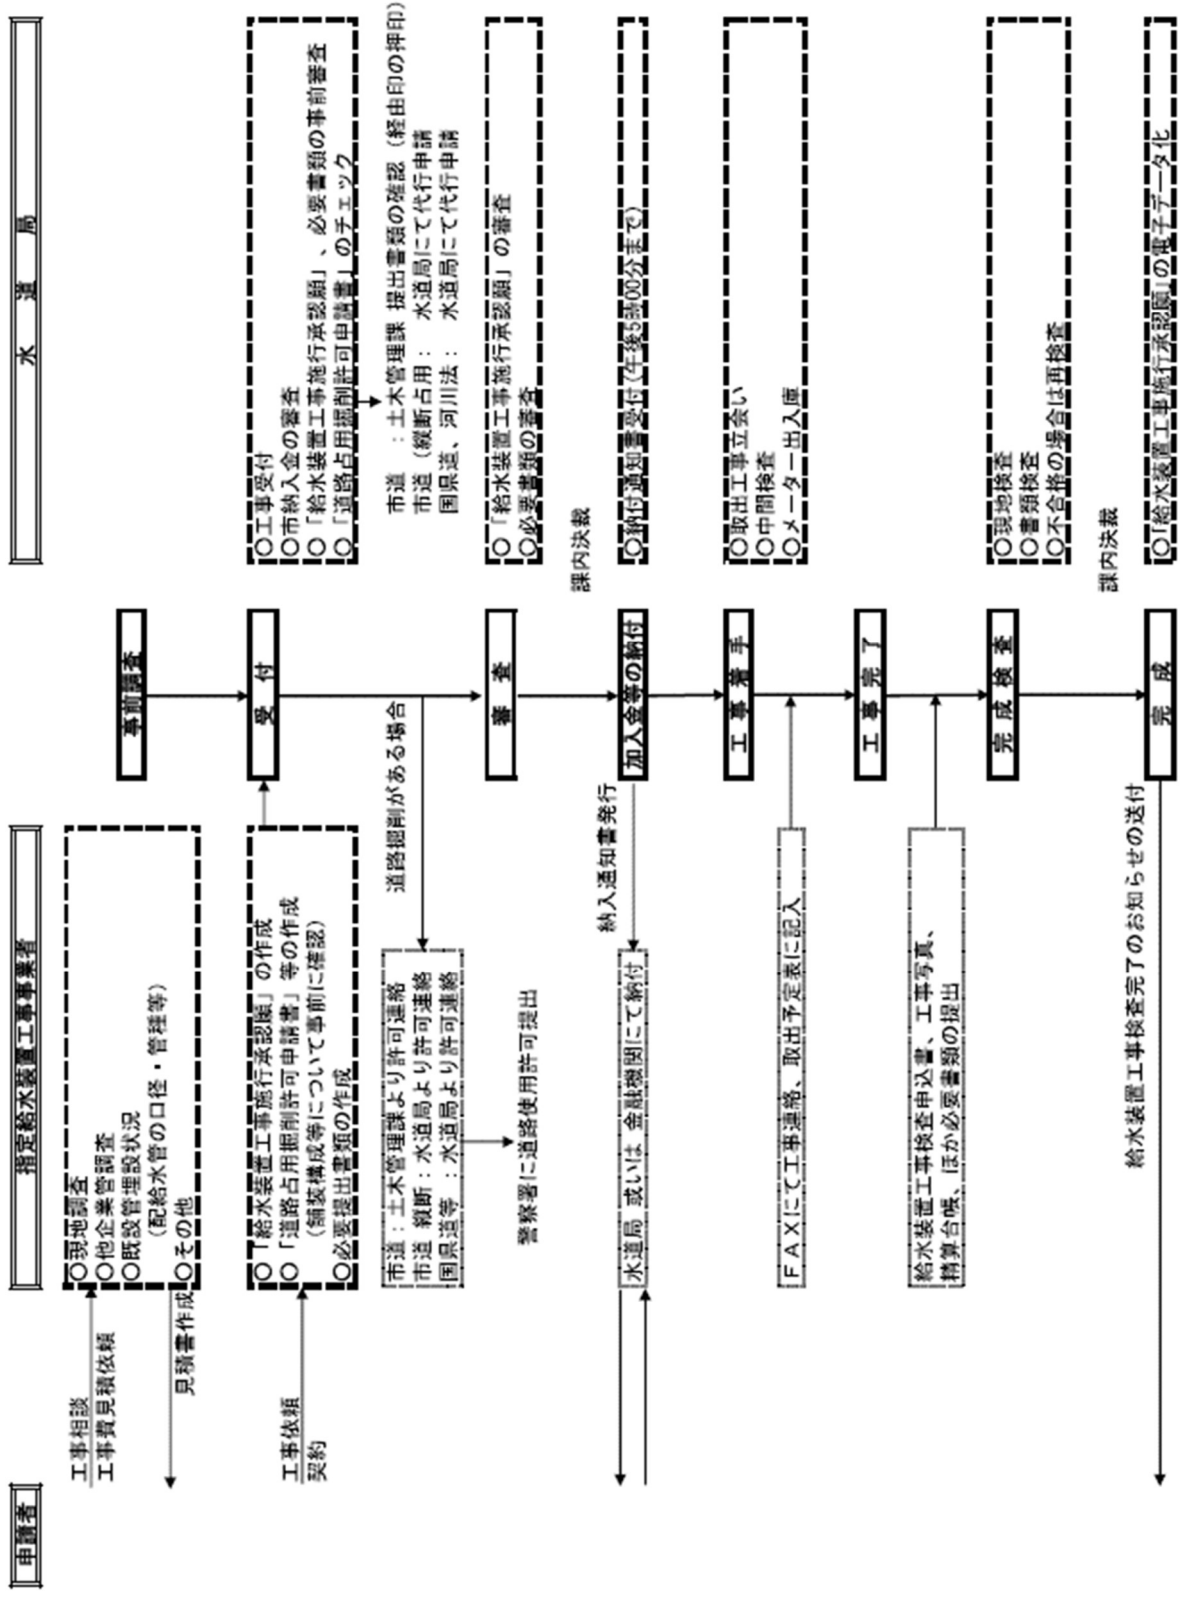 申請者
指定給水装置工事事業者
水道局
工事相談
工事費見積依頼
見積書作成
〇現地調査
〇他企業管調査
〇既設管埋設状況
(配給水管の口径・管種等)
〇その他
事前調査
工事依頼
契約
〇「給水装置工事施行承認願」の作成
〇「道路占用掘削許可申請書」等の作成
(舗装構成等について事前に確認)
〇必要提出書類の作成
受付
〇工事受付
〇市納入金の審査
〇「給水装置工事施行承認願」、必要書類の事前審査
〇「道路占用掘削許可申請書」のチェック
道路掘削がある場合
市道:土木管理課より許可連絡
市道 縦断:水道局より許可連絡
国県道等 :水道局より許可連絡
警察署に道路使用許可提出
市道 :土木管理課 提出書類の確認(経由印の押印)
市道(縦断占用: 水道局にて代行申請
国県道、河川法: 水道局にて代行申請
審査
〇「給水装置工事施行承認願」の審査
〇必要書類の審査
課内決裁
納入通知書発行
水道局 或いは 金融機関にて納付
加入金等の納付
〇納付通知書受付(午後5時00分まで)
工事着手
〇取出工事立会い
〇中間検査
〇メーター出入庫
FAXにて工事連絡、取出予定表に記入
工事完了
給水装置工事検査申込書、工事写真、
精算台帳、ほか必要書類の提出
完成検査
〇現地検査
〇書類検査
〇不合格の場合は再検査
課内決裁
給水装置工事検査完了のお知らせの送付
完成
〇「給水装置工事施行承認願」の電子データ化